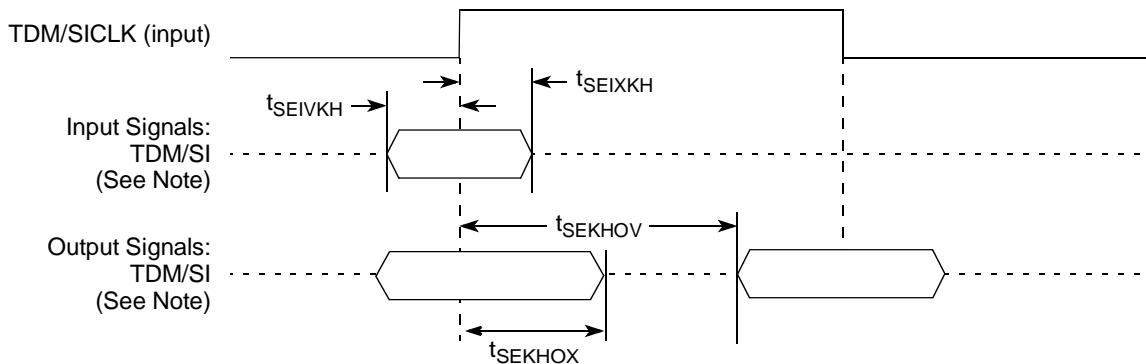 TDM/SICLK (input)
tSEIXKH
tSEIVKH
Input Signals:
TDM/SI
(See Note)
tSEKHOV
Output Signals:
TDM/SI
(See Note)
tSEKHOX